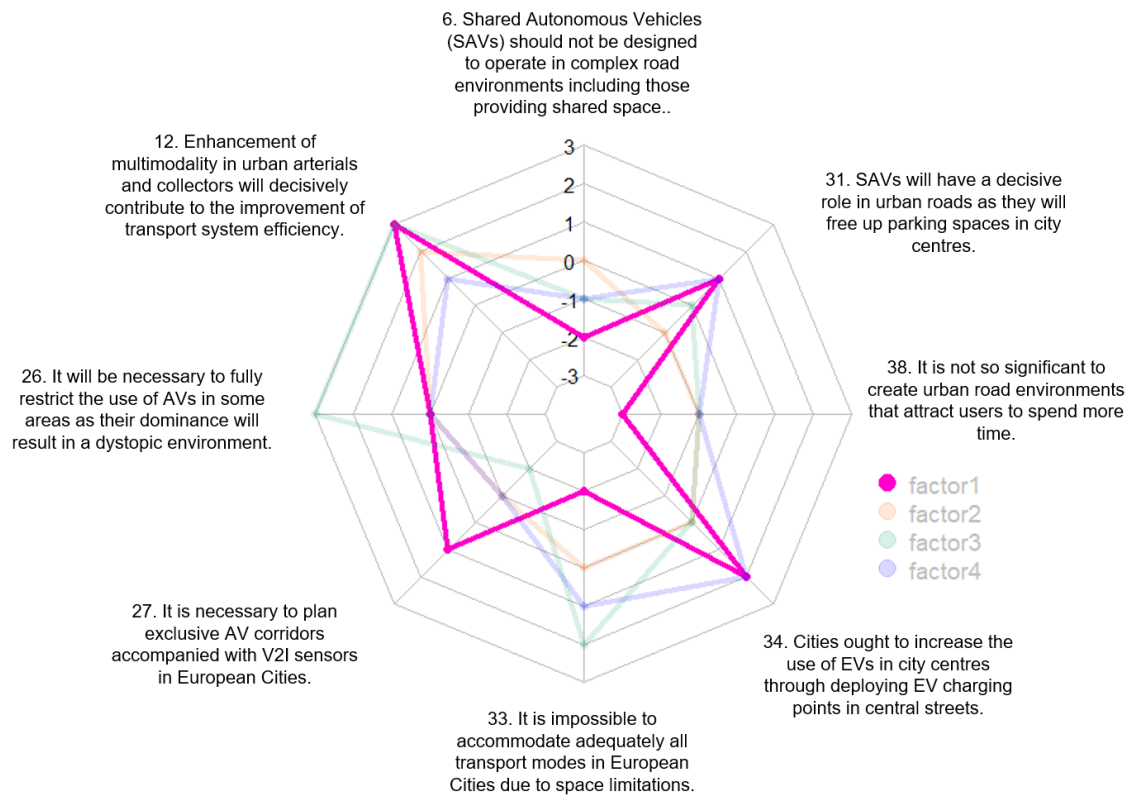 6. Shared Autonomous Vehicles
(SAVs) should not be designed
to operate in complex road
environments including those
providing shared space..
12. Enhancement of
multimodality in urban arterials
and collectors will decisively
contribute to the improvement of
transport system efficiency.
3
2
1
0
-1
-2
-3
31. SAVs will have a decisive
role in urban roads as they will
free up parking spaces in city
centres.
26. It will be necessary to fully
restrict the use of AVs in some
areas as their dominance will
result in a dystopic environment.
38. It is not so significant to
create urban road environments
that attract users to spend more
time.
factor1
factor2
factor3
factor4
27. It is necessary to plan
exclusive AV corridors
accompanied with V2I sensors
in European Cities.
34. Cities ought to increase the
use of EVs in city centres
through deploying EV charging
points in central streets.
33. It is impossible to
accommodate adequately all
transport modes in European
Cities due to space limitations.